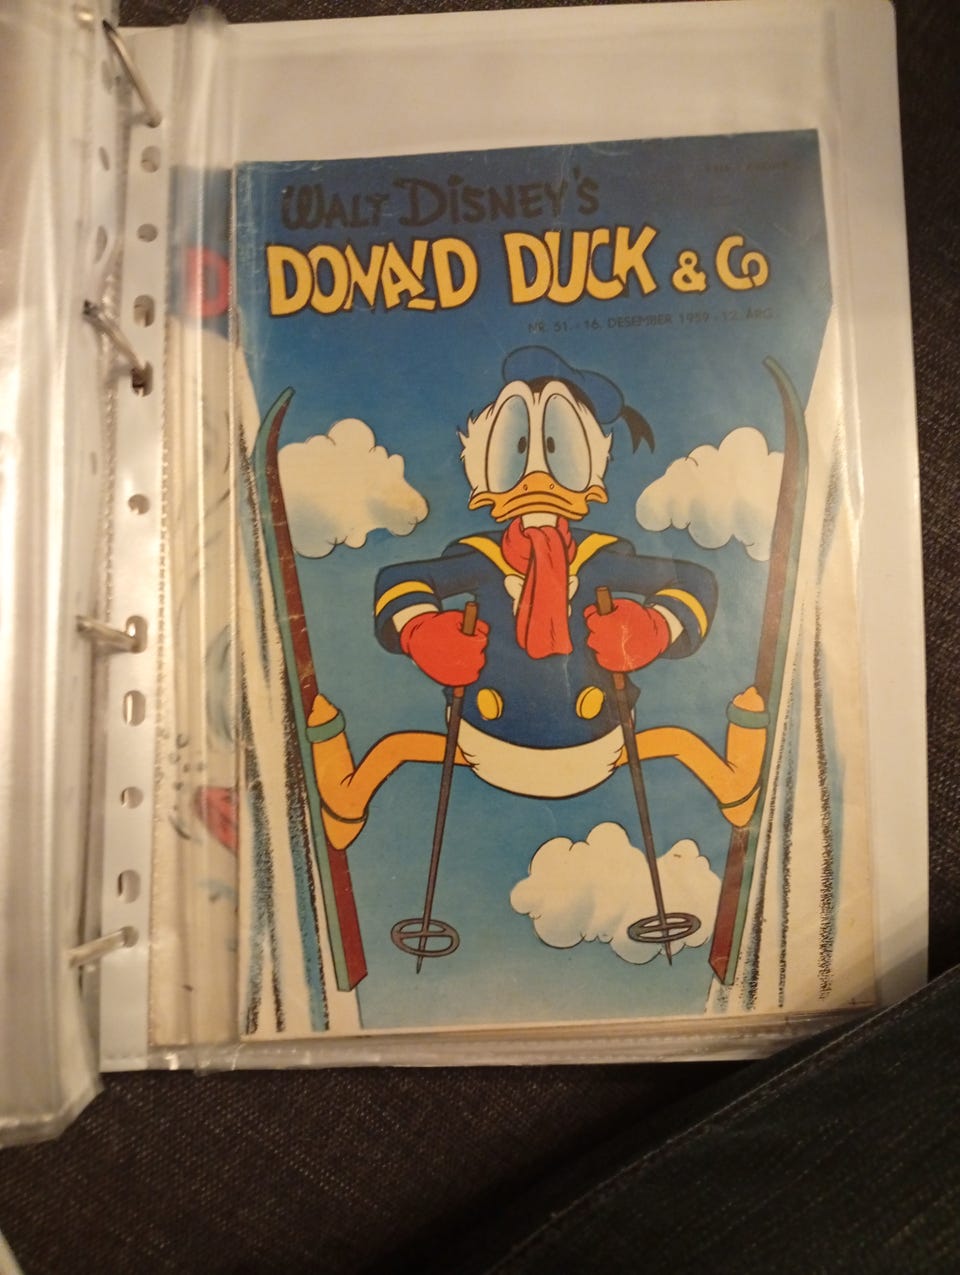 WALT DISNEY'S
DONALD DUCK & Co
NR. 51. - 16. DESEMBER 1959 - 12. ÅRG.
D